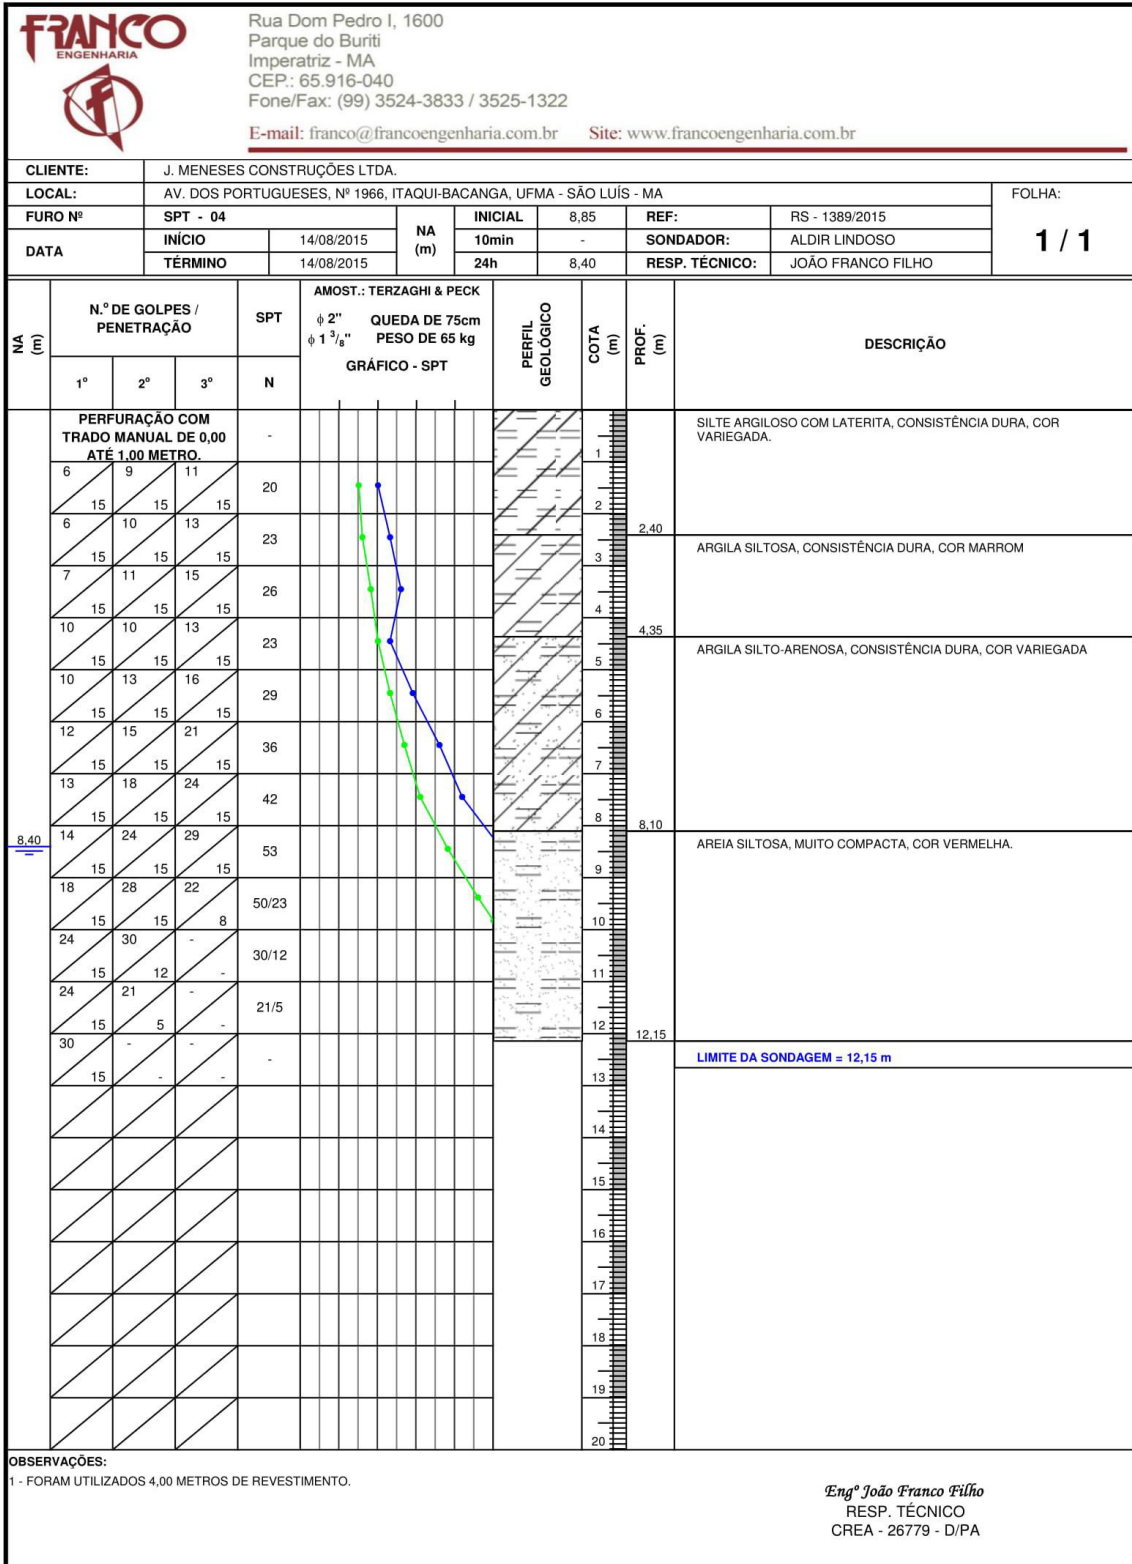 FRANCO
ENGENHARIA
Rua Dom Pedro I, 1600
Parque do Buriti
Imperatriz - MA
CEP.: 65.916-040
Fone/Fax: (99) 3524-3833 / 3525-1322
E-mail: franco@francoengenharia.com.br Site: www.francoengenharia.com.br
CLIENTE: J. MENESES CONSTRUÇÕES LTDA.
LOCAL: AV. DOS PORTUGUESES, Nº 1966, ITAQUI-BACANGA, UFMA - SÃO LUÍS - MA
FOLHA:
1 / 1
FURO Nº SPT - 04 NA (m) INICIAL 8,85 REF: RS - 1389/2015
DATA INÍCIO 14/08/2015 10min - SONDADOR: ALDIR LINDOSO
TÉRMINO 14/08/2015 24h 8,40 RESP. TÉCNICO: JOÃO FRANCO FILHO
NA (m)
N.º DE GOLPES / PENETRAÇÃO
1º 2º 3º
SPT
N
AMOST.: TERZAGHI & PECK
ϕ 2" QUEDA DE 75cm
ϕ 1 3/8" PESO DE 65 kg
GRÁFICO - SPT
PERFIL GEOLÓGICO
COTA (m)
PROF. (m)
DESCRIÇÃO
PERFURAÇÃO COM
TRADO MANUAL DE 0,00
ATÉ 1,00 METRO.
-
1
SILTE ARGILOSO COM LATERITA, CONSISTÊNCIA DURA, COR
VARIEGADA.
6 9 11
15 15 15
20
2
2,40
6 10 13
15 15 15
23
3
ARGILA SILTOSA, CONSISTÊNCIA DURA, COR MARROM
7 11 15
15 15 15
26
4
4,35
10 10 13
15 15 15
23
5
ARGILA SILTO-ARENOSA, CONSISTÊNCIA DURA, COR VARIEGADA
10 13 16
15 15 15
29
6
12 15 21
15 15 15
36
7
13 18 24
15 15 15
42
8
8,10
8,40
14 24 29
15 15 15
53
9
AREIA SILTOSA, MUITO COMPACTA, COR VERMELHA.
18 28 22
15 15 8
50/23
10
24 30 -
15 12 -
30/12
11
24 21 -
15 5 -
21/5
12
12,15
30 - -
15 - -
-
13
LIMITE DA SONDAGEM = 12,15 m
14
15
16
17
18
19
20
OBSERVAÇÕES:
1 - FORAM UTILIZADOS 4,00 METROS DE REVESTIMENTO.
Engº João Franco Filho
RESP. TÉCNICO
CREA - 26779 - D/PA